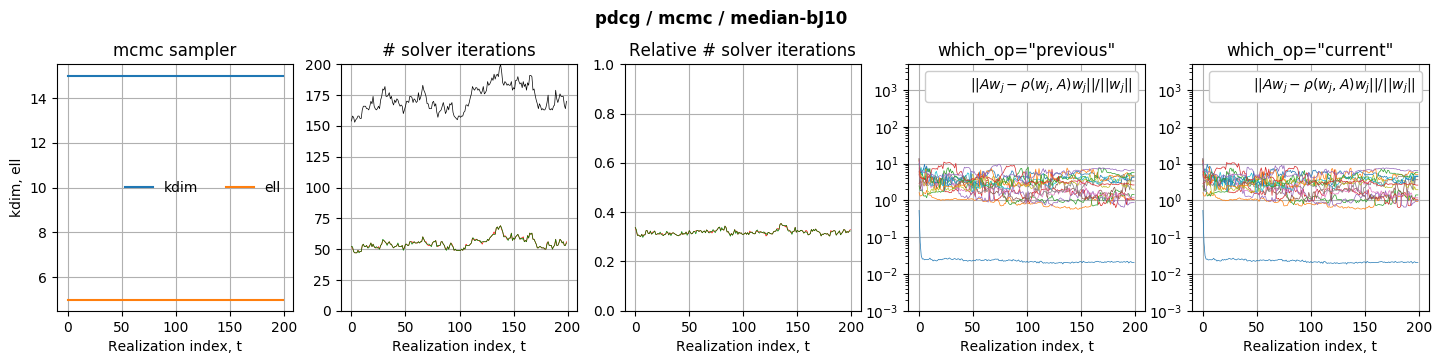 pdcg / mcmc / median-bJ10
mcmc sampler
kdim, ell
14
12
10
8
6
kdim
ell
0 50 100 150 200
Realization index, t
# solver iterations
200
175
150
125
100
75
50
25
0
0 50 100 150 200
Realization index, t
Relative # solver iterations
1.0
0.8
0.6
0.4
0.2
0.0
0 50 100 150 200
Realization index, t
which_op="previous"
||Aw_j − ρ(w_j, A)w_j||/||w_j||
10^3
10^2
10^1
10^0
10^−1
10^−2
10^−3
0 50 100 150 200
Realization index, t
which_op="current"
||Aw_j − ρ(w_j, A)w_j||/||w_j||
10^3
10^2
10^1
10^0
10^−1
10^−2
10^−3
0 50 100 150 200
Realization index, t